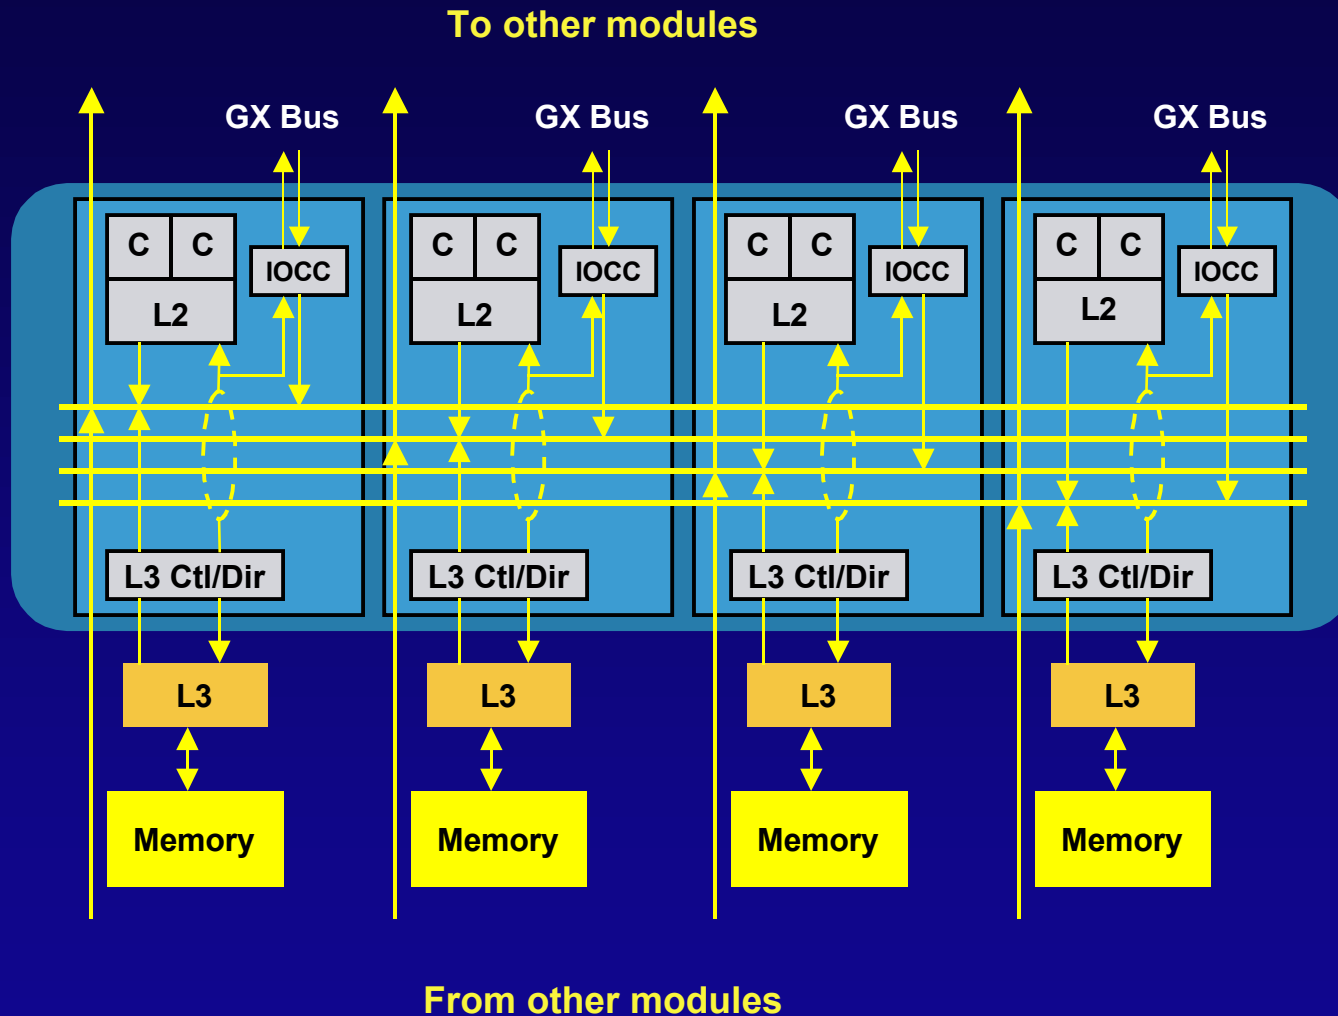 To other modules
GX Bus GX Bus GX Bus GX Bus
C C IOCC C C IOCC C C IOCC C C IOCC
L2 L2 L2 L2
L3 Ctl/Dir L3 Ctl/Dir L3 Ctl/Dir L3 Ctl/Dir
L3 L3 L3 L3
Memory Memory Memory Memory
From other modules